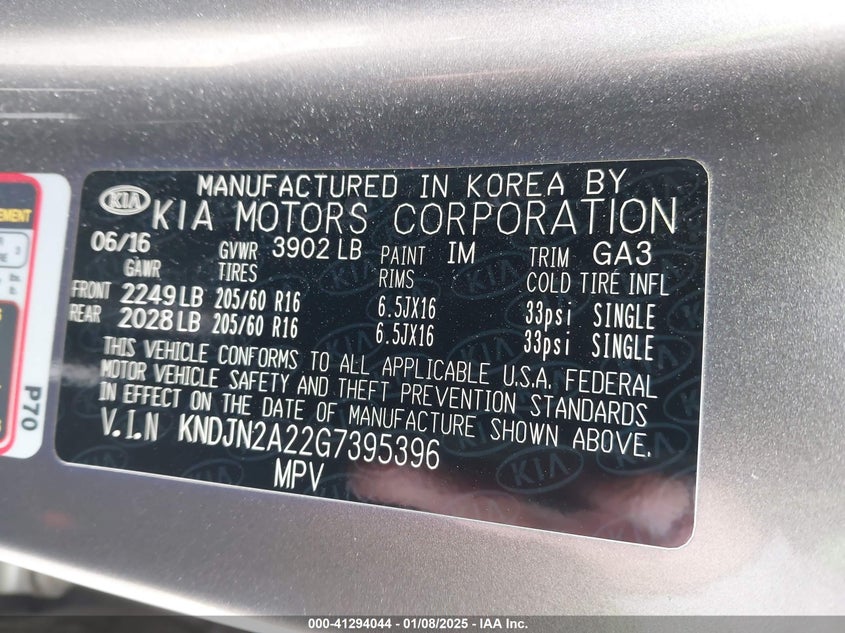 KIA
MANUFACTURED IN KOREA BY
KIA MOTORS CORPORATION
06/16 GVWR 3902 LB PAINT IM TRIM GA3
GAWR TIRES RIMS COLD TIRE INFL
FRONT 2249 LB 205/60 R16 6.5JX16 33psi SINGLE
REAR 2028 LB 205/60 R16 6.5JX16 33psi SINGLE
THIS VEHICLE CONFORMS TO ALL APPLICABLE U.S.A. FEDERAL
MOTOR VEHICLE SAFETY AND THEFT PREVENTION STANDARDS
IN EFFECT ON THE DATE OF MANUFACTURE SHOWN ABOVE.
V.I.N KNDJN2A22G7395396
MPV
P70
000-41294044 - 01/08/2025 - IAA Inc.